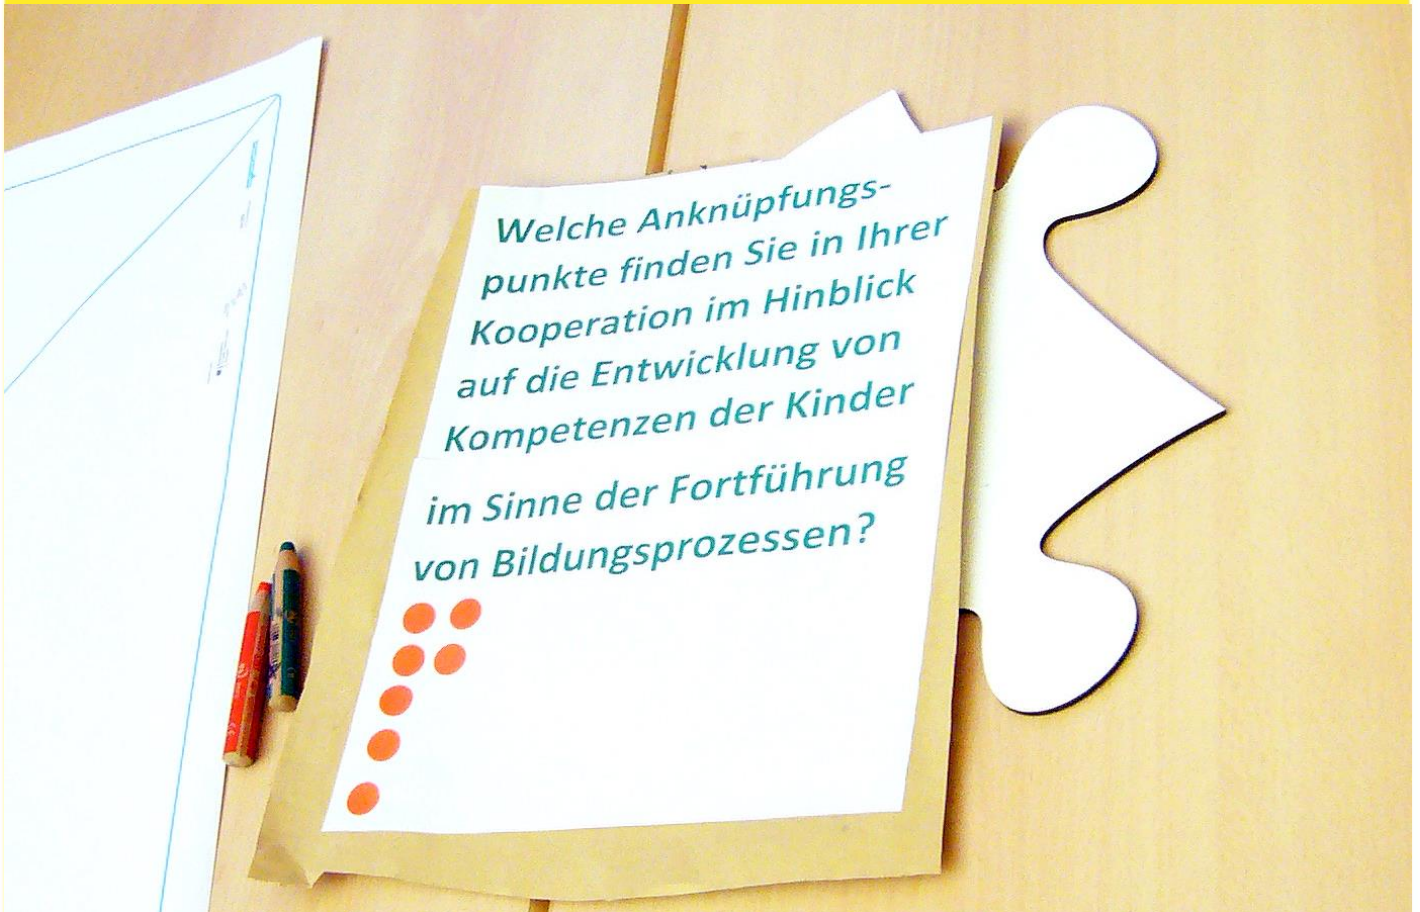 Welche Anknüpfungs-
punkte finden Sie in Ihrer
Kooperation im Hinblick
auf die Entwicklung von
Kompetenzen der Kinder
im Sinne der Fortführung
von Bildungsprozessen?